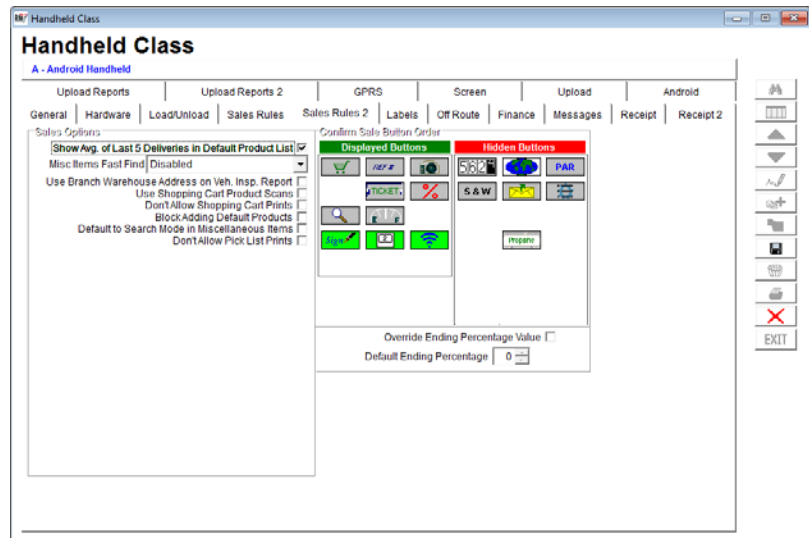 Handheld Class
Handheld Class
A - Android Handheld
Upload Reports Upload Reports 2 GPRS Screen Upload Android
General Hardware Load/Unload Sales Rules Sales Rules 2 Labels Off Route Finance Messages Receipt Receipt 2
Sales Options Confirm Sale Button Order
Show Avg. of Last 5 Deliveries in Default Product List Displayed Buttons Hidden Buttons
Misc Items Fast Find Disabled REF # 562 PAR
Use Branch Warehouse Address on Veh. Insp. Report
Use Shopping Cart Product Scans TICKET % S & W
Don't Allow Shopping Cart Prints
Block Adding Default Products
Default to Search Mode in Miscellaneous Items E F
Don't Allow Pick List Prints
Sign Propane
Override Ending Percentage Value
Default Ending Percentage 0
EXIT